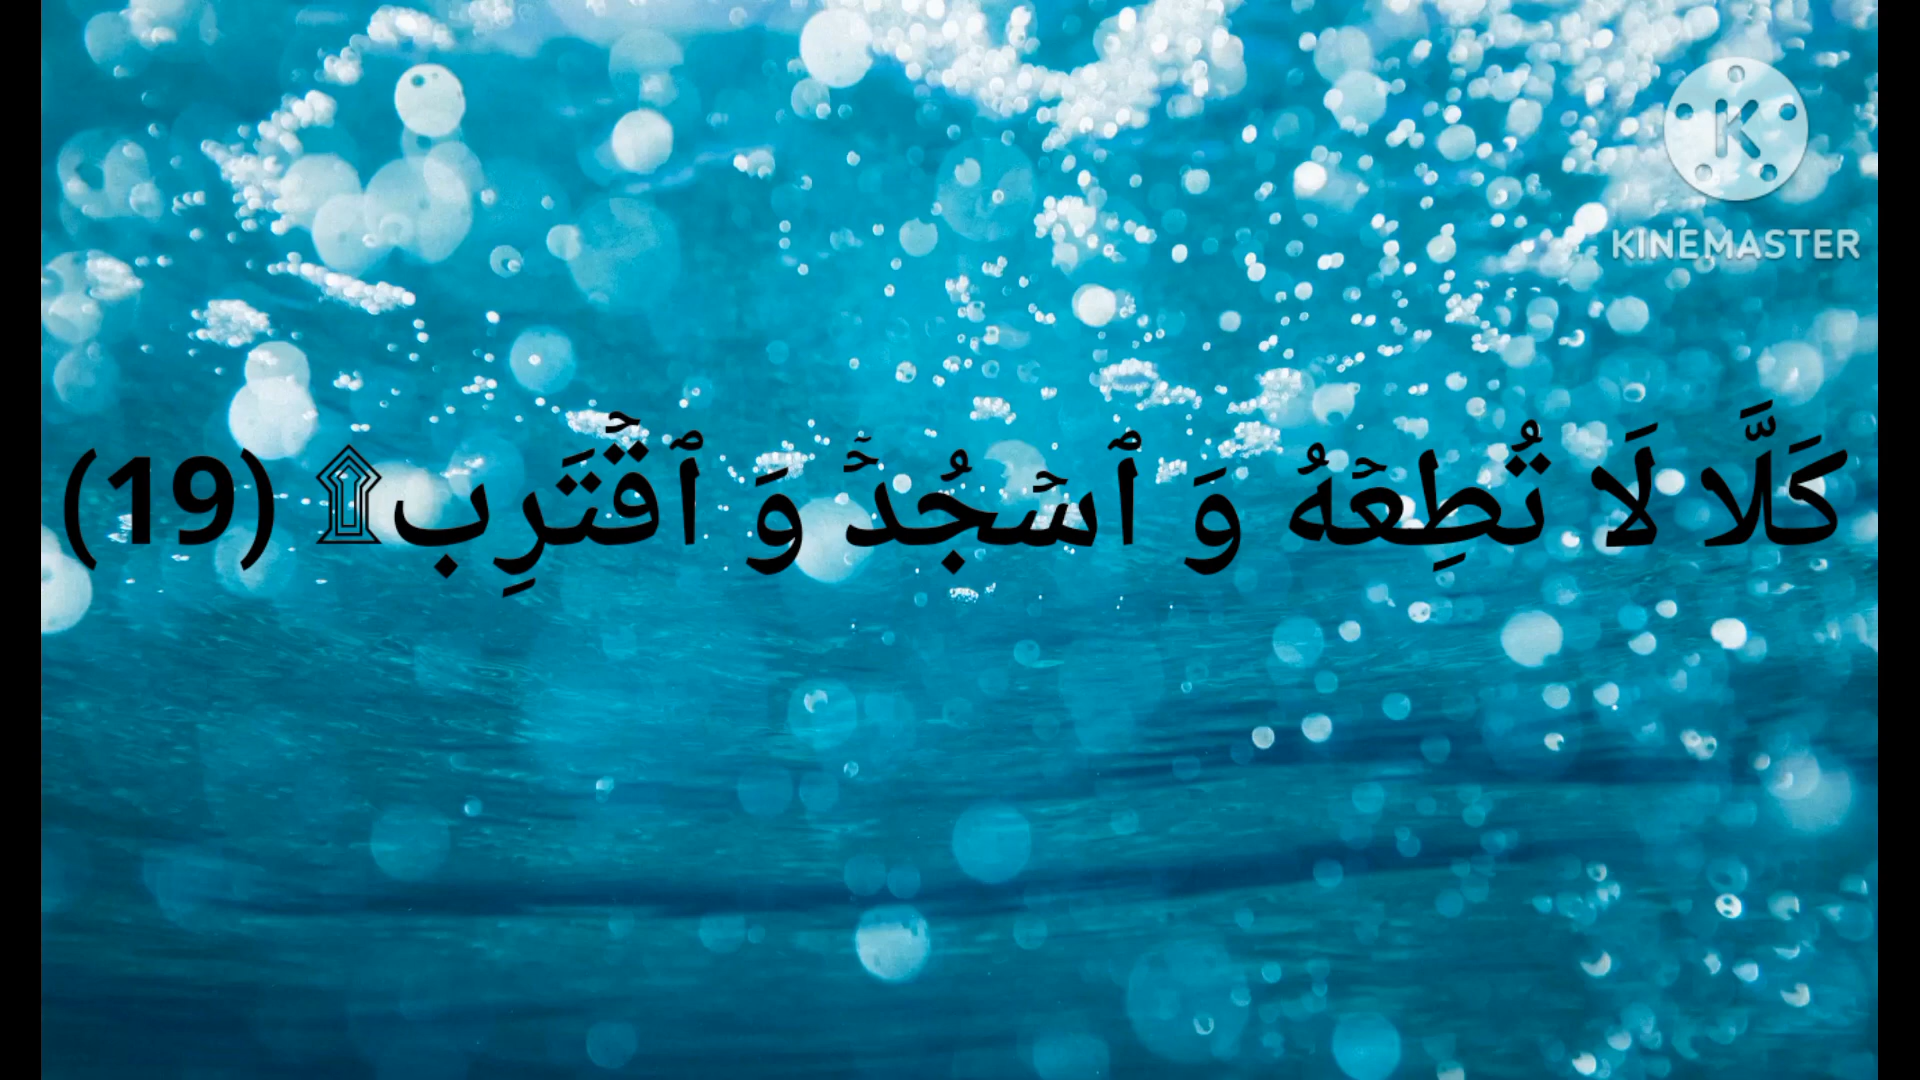 KINEMASTER
كَلَّا لَا تُطِعۡهُ وَ ٱسۡجُدۡ وَ ٱقۡتَرِب۩ (19)